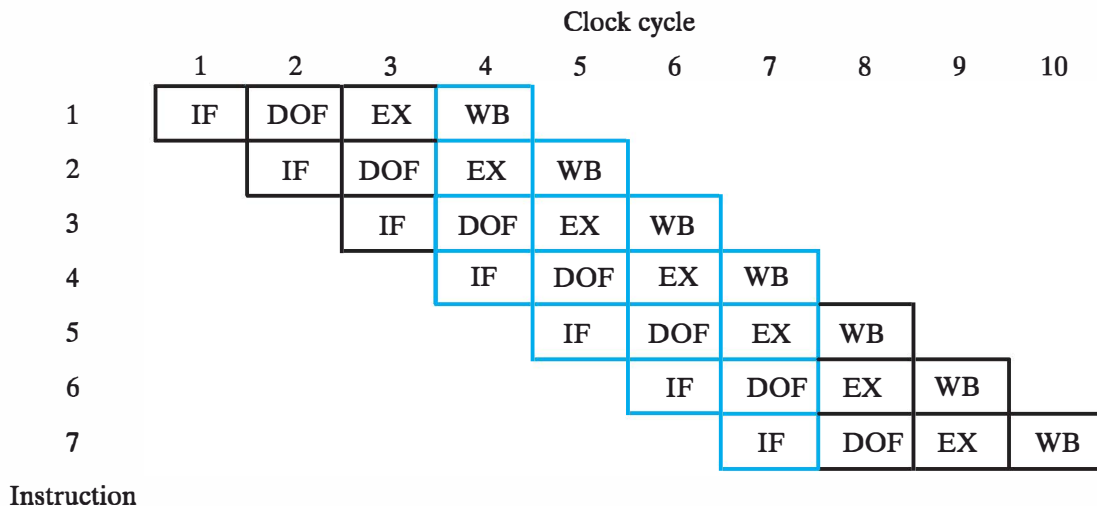 Clock cycle
1 2 3 4 5 6 7 8 9 10
1 IF DOF EX WB
2 IF DOF EX WB
3 IF DOF EX WB
4 IF DOF EX WB
5 IF DOF EX WB
6 IF DOF EX WB
7 IF DOF EX WB
Instruction